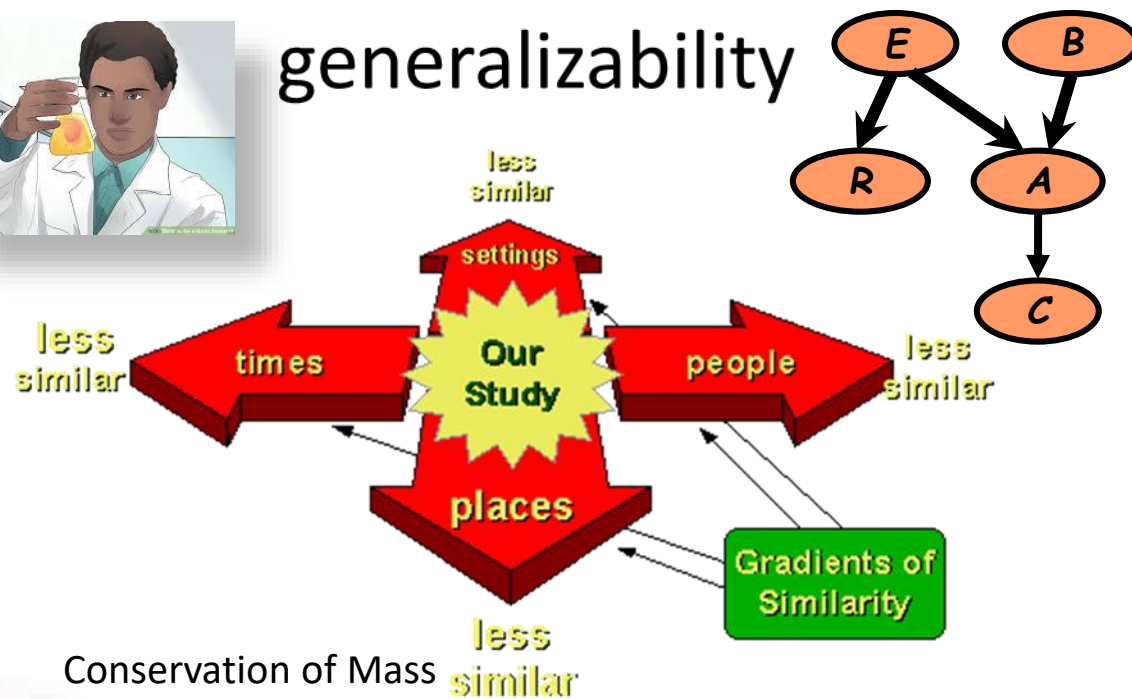 generalizability
E
B
R
A
C
less
similar
settings
less
similar
times
Our
Study
people
less
similar
places
Gradients of
Similarity
less
similar
Conservation of Mass